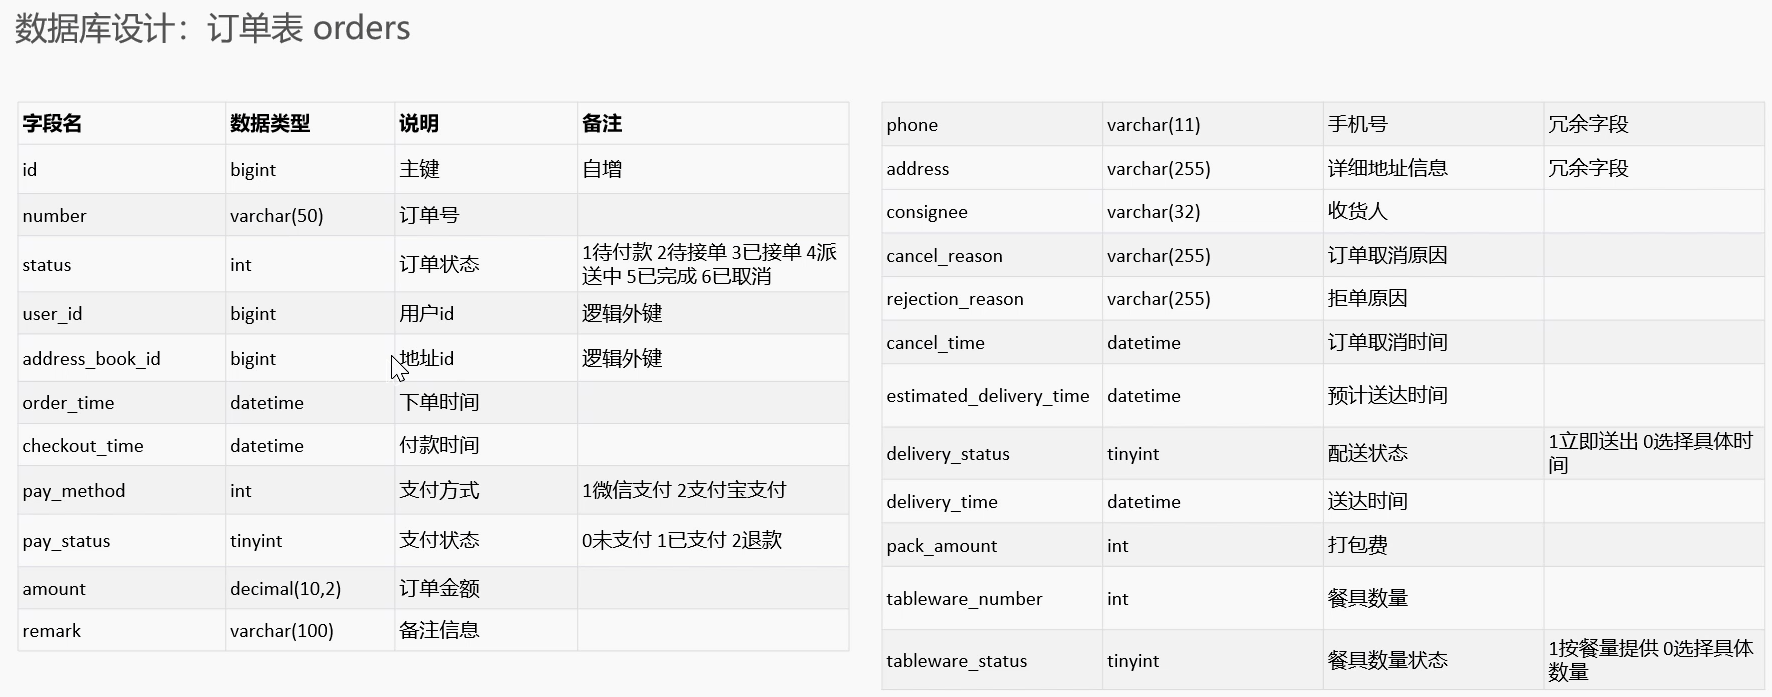 数据库设计：订单表 orders
字段名 数据类型 说明 备注
id bigint 主键 自增
number varchar(50) 订单号
status int 订单状态 1待付款 2待接单 3已接单 4派
送中 5已完成 6已取消
user_id bigint 用户id 逻辑外键
address_book_id bigint 地址id 逻辑外键
order_time datetime 下单时间
checkout_time datetime 付款时间
pay_method int 支付方式 1微信支付 2支付宝支付
pay_status tinyint 支付状态 0未支付 1已支付 2退款
amount decimal(10,2) 订单金额
remark varchar(100) 备注信息
phone varchar(11) 手机号 冗余字段
address varchar(255) 详细地址信息 冗余字段
consignee varchar(32) 收货人
cancel_reason varchar(255) 订单取消原因
rejection_reason varchar(255) 拒单原因
cancel_time datetime 订单取消时间
estimated_delivery_time datetime 预计送达时间
delivery_status tinyint 配送状态 1立即送出 0选择具体时
间
delivery_time datetime 送达时间
pack_amount int 打包费
tableware_number int 餐具数量
tableware_status tinyint 餐具数量状态 1按餐量提供 0选择具体
数量